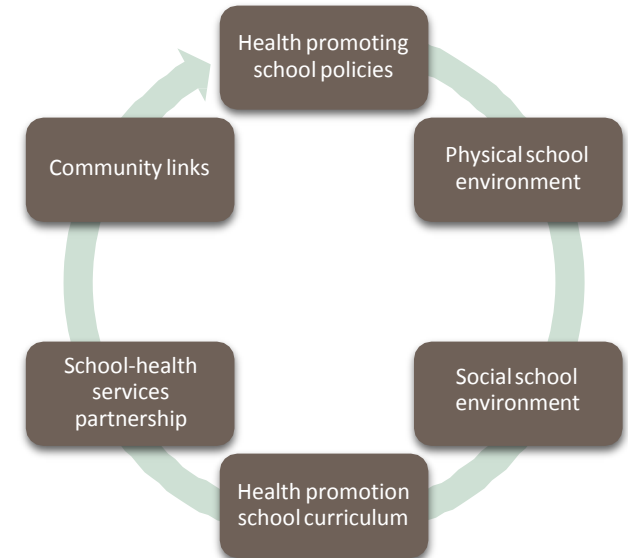 Health promoting
school policies
Physical school
environment
Social school
environment
Health promotion
school curriculum
School-health
services
partnership
Community links